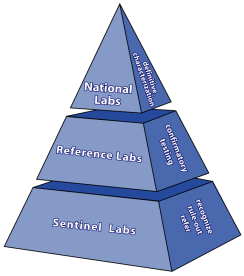 National
Labs
definitive
characterization
Reference Labs
confirmatory
testing
Sentinel Labs
recognize
rule-out
refer